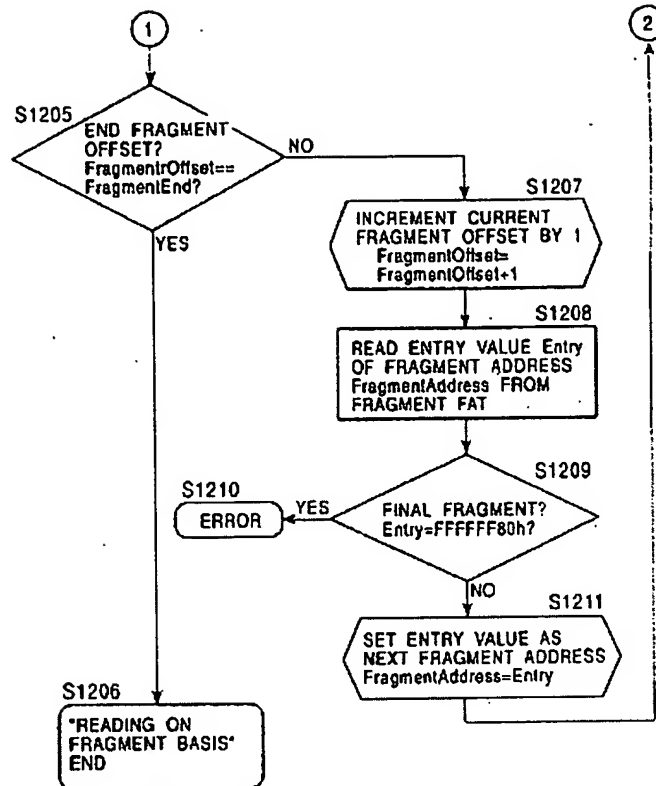 1
2
S1205
END FRAGMENT
OFFSET?
FragmentrOffset==
FragmentEnd?
NO
YES
S1207
INCREMENT CURRENT
FRAGMENT OFFSET BY 1
FragmentOffset=
FragmentOffset+1
S1208
READ ENTRY VALUE Entry
OF FRAGMENT ADDRESS
FragmentAddress FROM
FRAGMENT FAT
S1209
FINAL FRAGMENT?
Entry=FFFFFF80h?
S1210
YES
ERROR
NO
S1211
SET ENTRY VALUE AS
NEXT FRAGMENT ADDRESS
FragmentAddress=Entry
S1206
"READING ON
FRAGMENT BASIS"
END